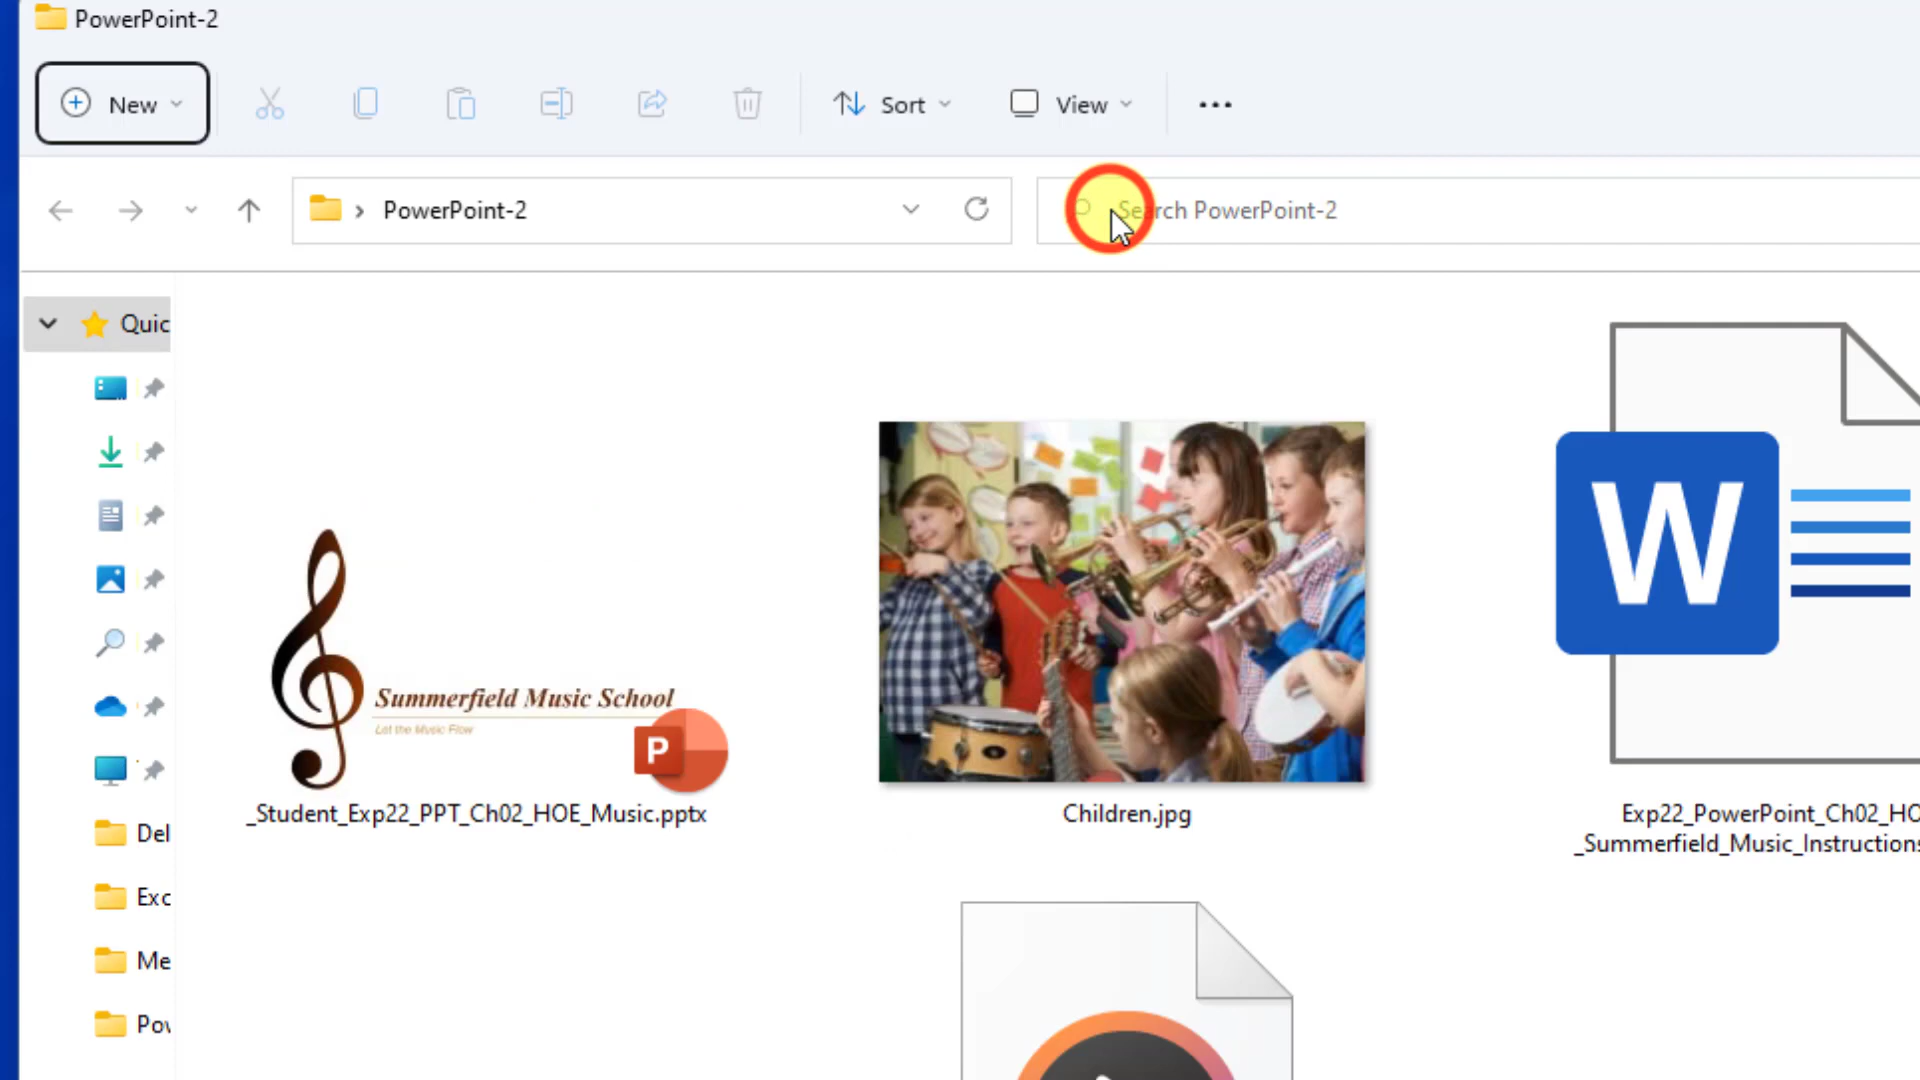 PowerPoint-2
New
Sort
View
PowerPoint-2
Search PowerPoint-2
Quic
Summerfield Music School
Let the Music Flow
P
W
_Student_Exp22_PPT_Ch02_HOE_Music.pptx
Children.jpg
Exp22_PowerPoint_Ch02_HO
_Summerfield_Music_Instructions
Del
Exc
Me
Pov